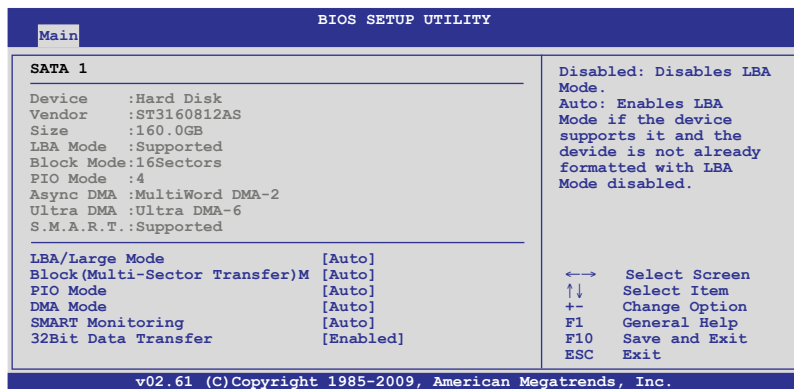 BIOS SETUP UTILITY
Main
SATA 1
Device :Hard Disk
Vendor :ST3160812AS
Size :160.0GB
LBA Mode :Supported
Block Mode:16Sectors
PIO Mode :4
Async DMA :MultiWord DMA-2
Ultra DMA :Ultra DMA-6
S.M.A.R.T.:Supported
LBA/Large Mode [Auto]
Block(Multi-Sector Transfer)M [Auto]
PIO Mode [Auto]
DMA Mode [Auto]
SMART Monitoring [Auto]
32Bit Data Transfer [Enabled]
Disabled: Disables LBA
Mode.
Auto: Enables LBA
Mode if the device
supports it and the
devide is not already
formatted with LBA
Mode disabled.
←→ Select Screen
↑↓ Select Item
+- Change Option
F1 General Help
F10 Save and Exit
ESC Exit
v02.61 (C)Copyright 1985-2009, American Megatrends, Inc.